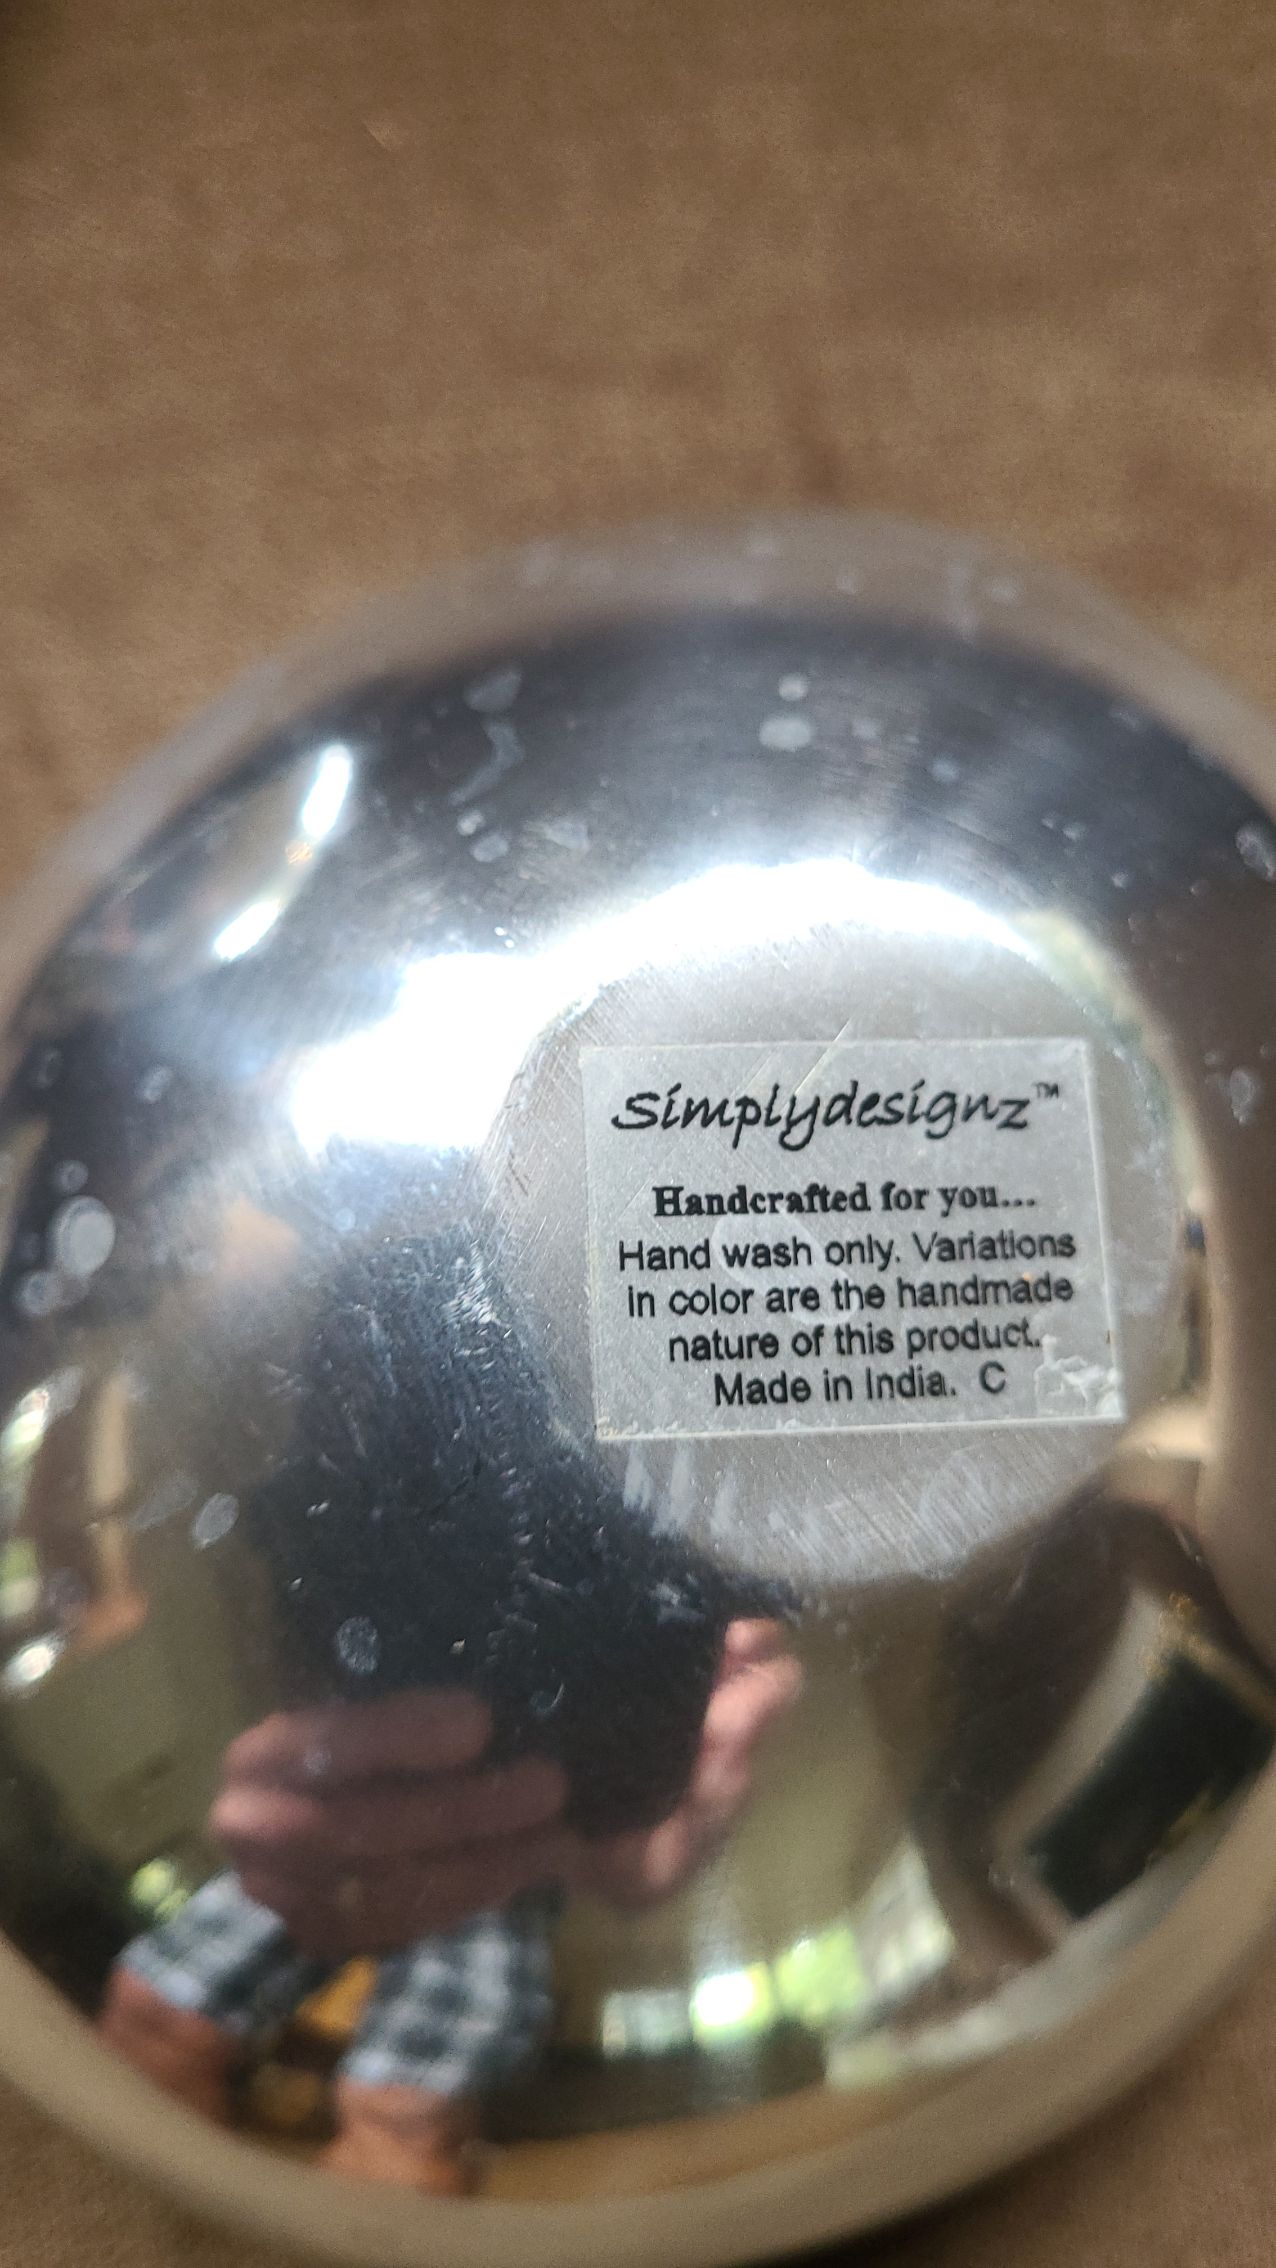 simplydesignz™
Handcrafted for you...
Hand wash only. Variations
in color are the handmade
nature of this product.
Made in India. C